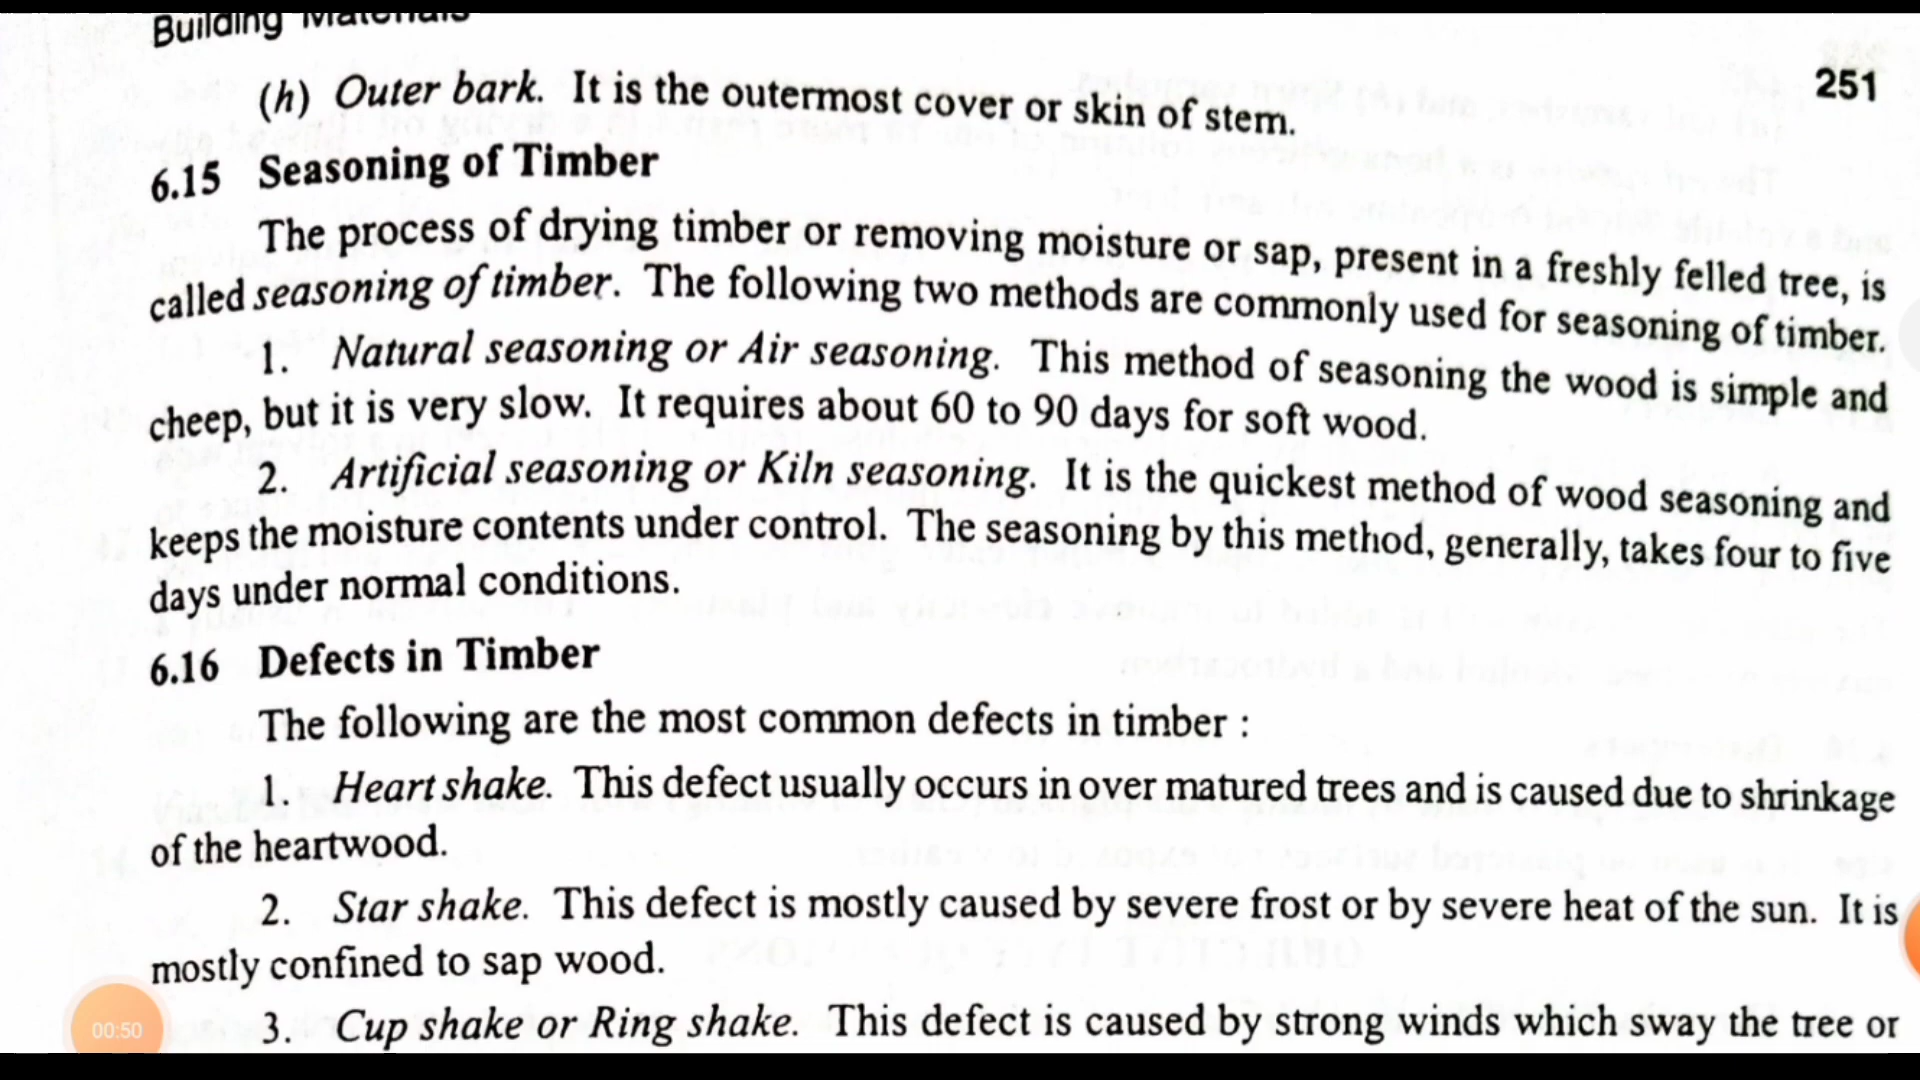 Building Materials
251
(h) Outer bark. It is the outermost cover or skin of stem.
6.15 Seasoning of Timber
The process of drying timber or removing moisture or sap, present in a freshly felled tree, is
called seasoning of timber. The following two methods are commonly used for seasoning of timber.
1. Natural seasoning or Air seasoning. This method of seasoning the wood is simple and
cheep, but it is very slow. It requires about 60 to 90 days for soft wood.
2. Artificial seasoning or Kiln seasoning. It is the quickest method of wood seasoning and
keeps the moisture contents under control. The seasoning by this method, generally, takes four to five
days under normal conditions.
6.16 Defects in Timber
The following are the most common defects in timber :
1. Heart shake. This defect usually occurs in over matured trees and is caused due to shrinkage
of the heartwood.
2. Star shake. This defect is mostly caused by severe frost or by severe heat of the sun. It is
mostly confined to sap wood.
3. Cup shake or Ring shake. This defect is caused by strong winds which sway the tree or
00:50